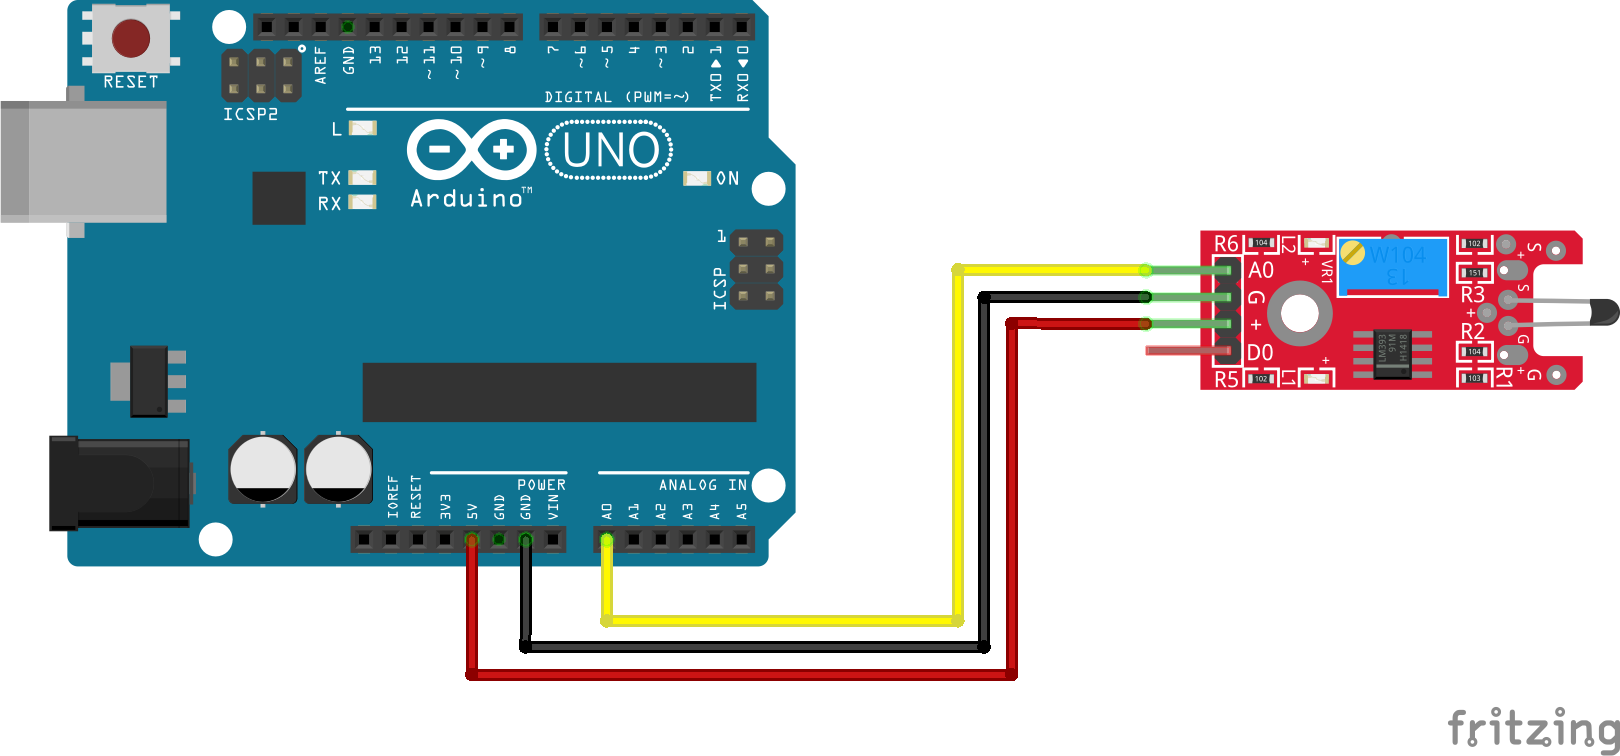 RESET
ICSP2
AREF
GND
13
12
~11
~10
~9
8
7
~6
~5
4
~3
2
TX0▶1
RX0◀0
DIGITAL (PWM=~)
L
TX
RX
Arduino™
UNO
ON
1
ICSP
POWER
ANALOG IN
IOREF
RESET
3V3
5V
GND
GND
VIN
A0
A1
A2
A3
A4
A5
R6
104
L2
+
VR1
W104
13
102
S
+
151
S
R3
+
R2
G
104
103
R1
+
G
A0
G
+
D0
R5
102
L1
+
LM393
91M
H1418
fritzing